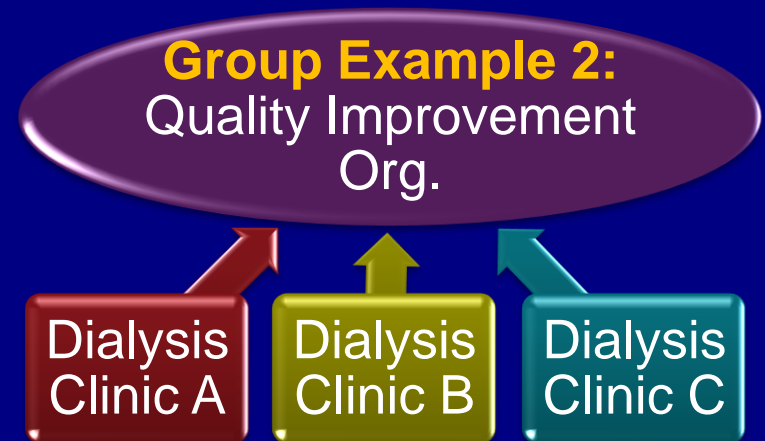 Group Example 2:
Quality Improvement
Org.
Dialysis
Clinic A
Dialysis
Clinic B
Dialysis
Clinic C